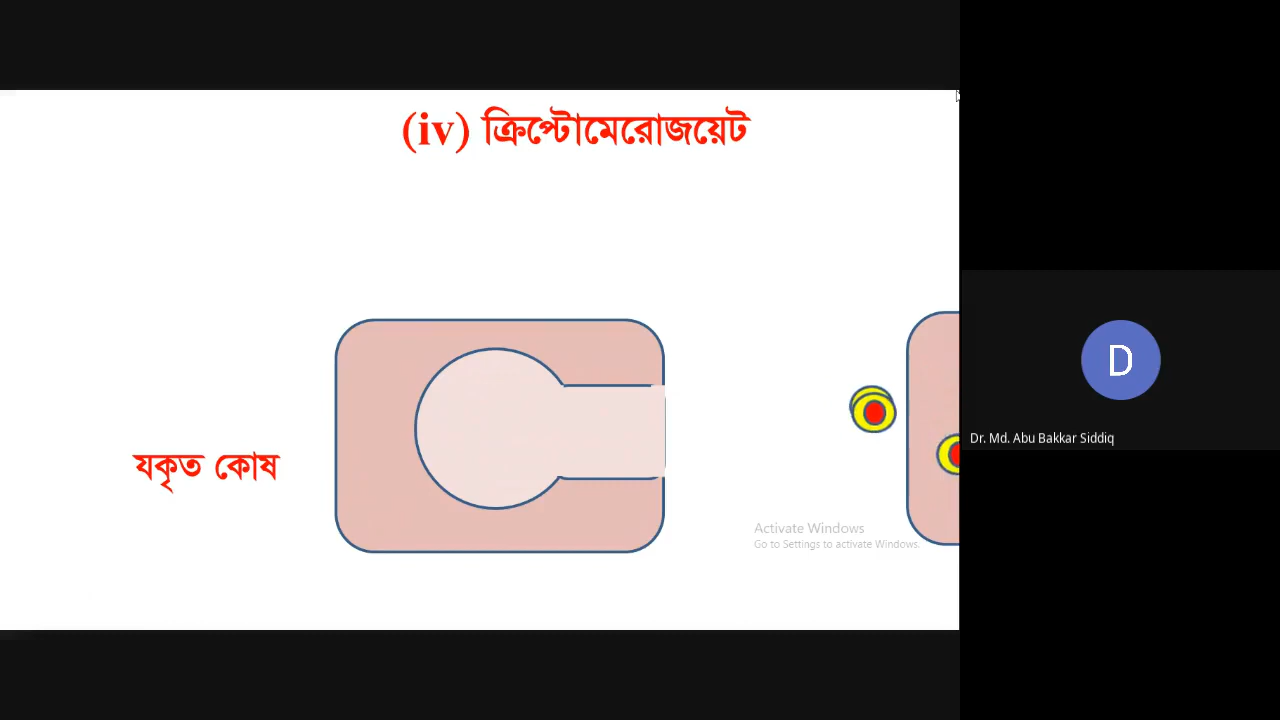 (iv) ক্রিপ্টোমেরোজয়েট
যকৃত কোষ
Activate Windows
Go to Settings to activate Windows.
D
Dr. Md. Abu Bakkar Siddiq